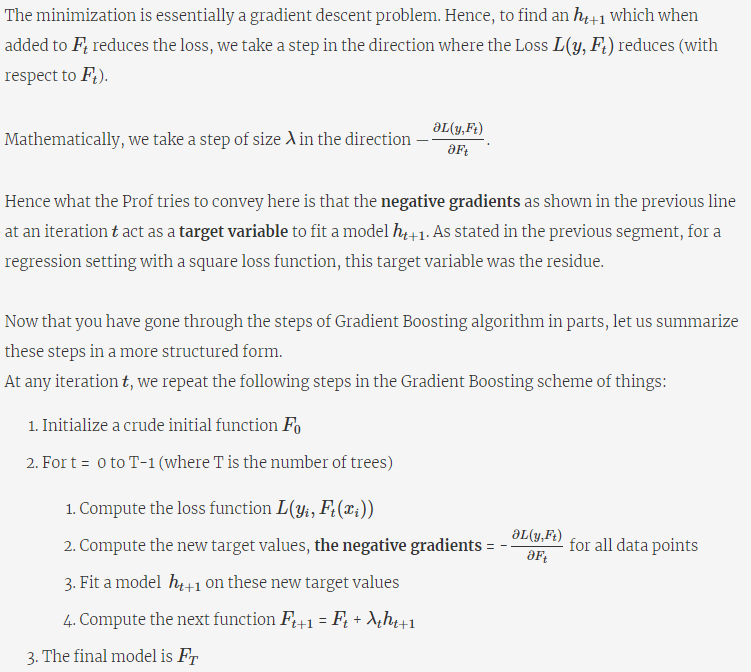 The minimization is essentially a gradient descent problem. Hence, to find an h_{t+1} which when
added to F_t reduces the loss, we take a step in the direction where the Loss L(y, F_t) reduces (with
respect to F_t).
Mathematically, we take a step of size λ in the direction −∂L(y,F_t)/∂F_t.
Hence what the Prof tries to convey here is that the negative gradients as shown in the previous line
at an iteration t act as a target variable to fit a model h_{t+1}. As stated in the previous segment, for a
regression setting with a square loss function, this target variable was the residue.
Now that you have gone through the steps of Gradient Boosting algorithm in parts, let us summarize
these steps in a more structured form.
At any iteration t, we repeat the following steps in the Gradient Boosting scheme of things:
1. Initialize a crude initial function F_0
2. For t = 0 to T-1 (where T is the number of trees)
1. Compute the loss function L(y_i, F_t(x_i))
2. Compute the new target values, the negative gradients = -∂L(y,F_t)/∂F_t for all data points
3. Fit a model h_{t+1} on these new target values
4. Compute the next function F_{t+1} = F_t + λ_t h_{t+1}
3. The final model is F_T